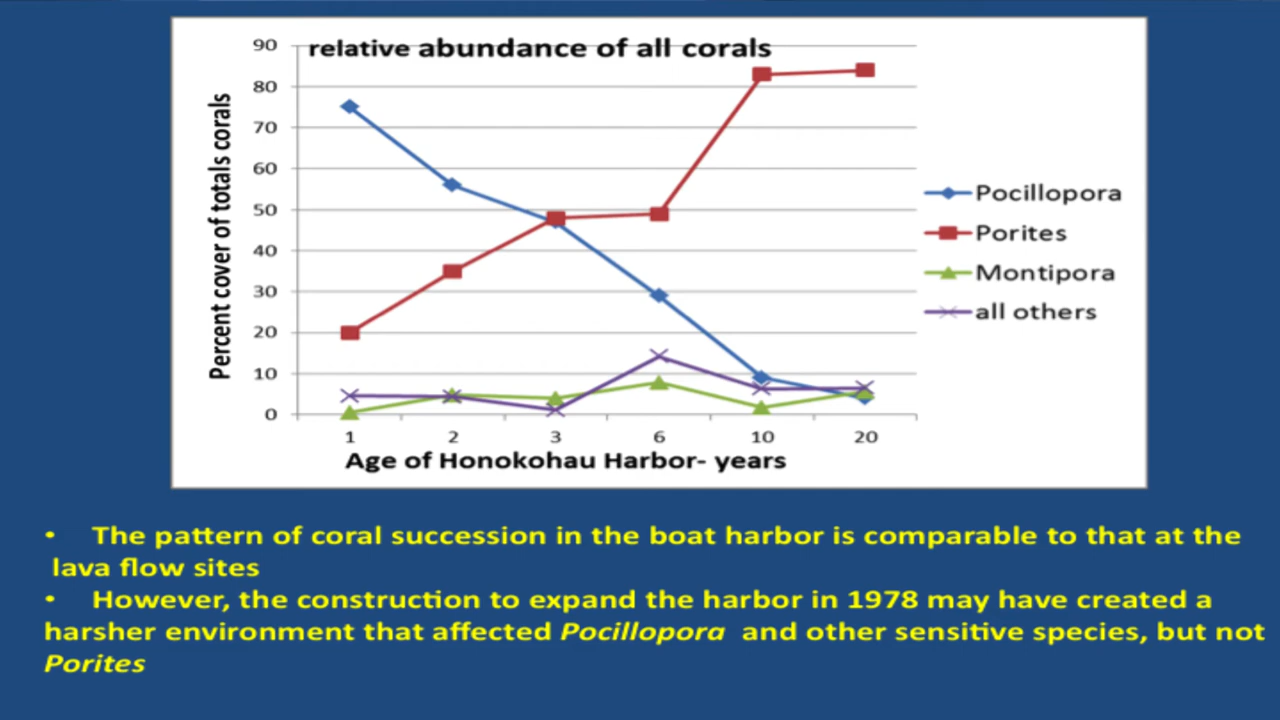 relative abundance of all corals
Percent cover of totals corals
90
80
70
60
50
40
30
20
10
0
1 2 3 6 10 20
Age of Honokohau Harbor- years
Pocillopora
Porites
Montipora
all others
• The pattern of coral succession in the boat harbor is comparable to that at the
lava flow sites
• However, the construction to expand the harbor in 1978 may have created a
harsher environment that affected Pocillopora and other sensitive species, but not
Porites